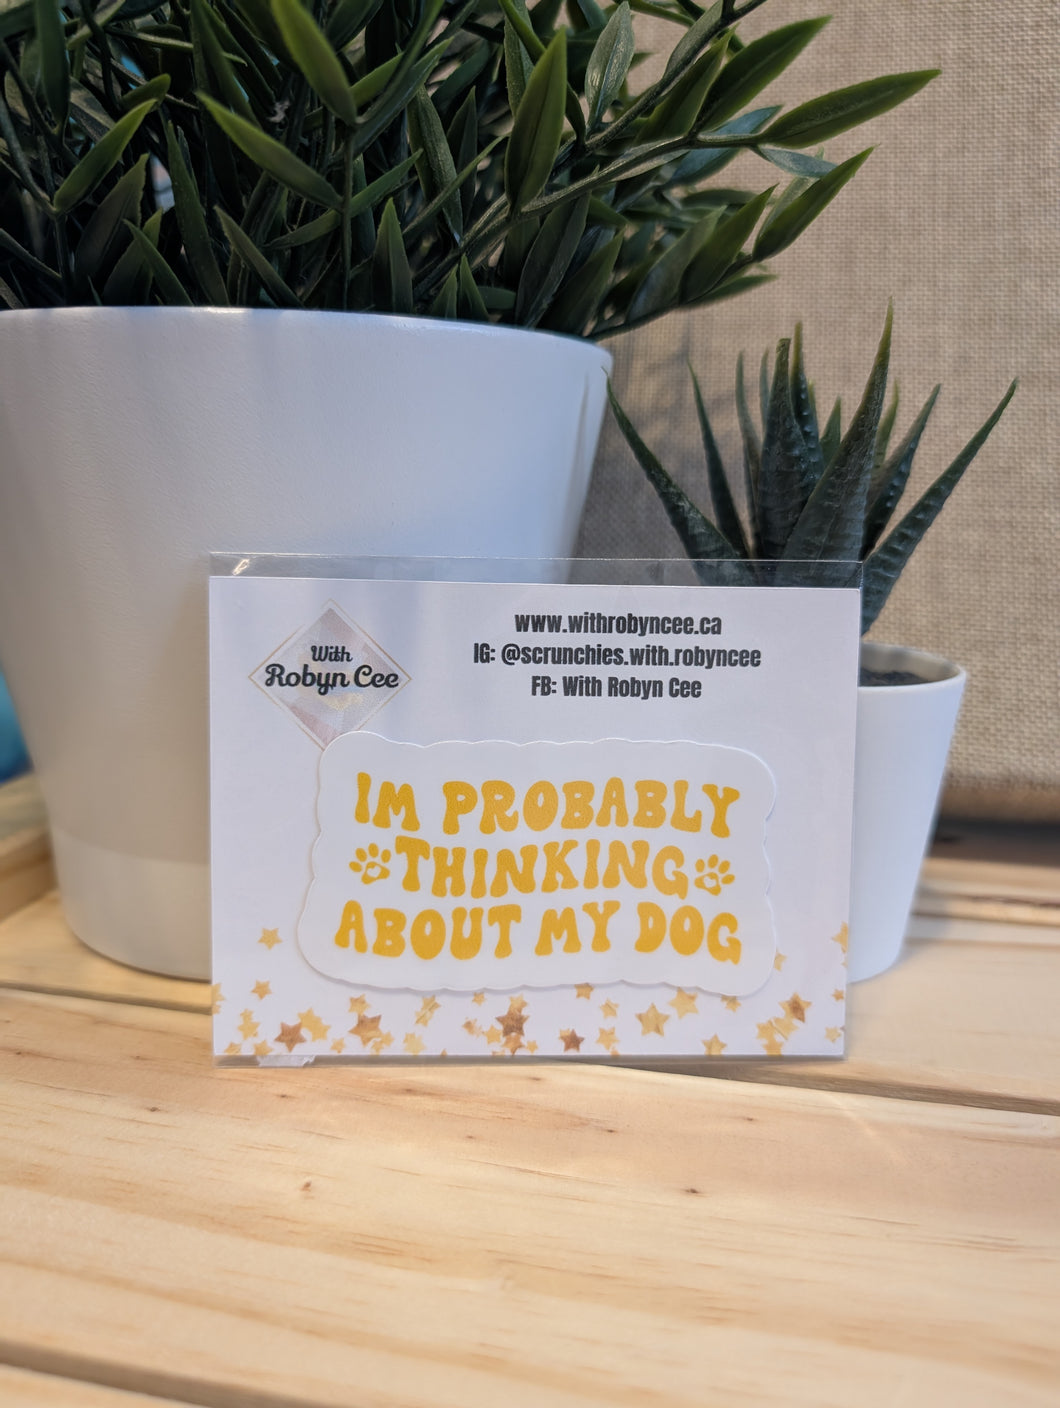 With
Robyn Cee
www.withrobyncee.ca
IG: @scrunchies.with.robyncee
FB: With Robyn Cee
IM PROBABLY
THINKING
ABOUT MY DOG